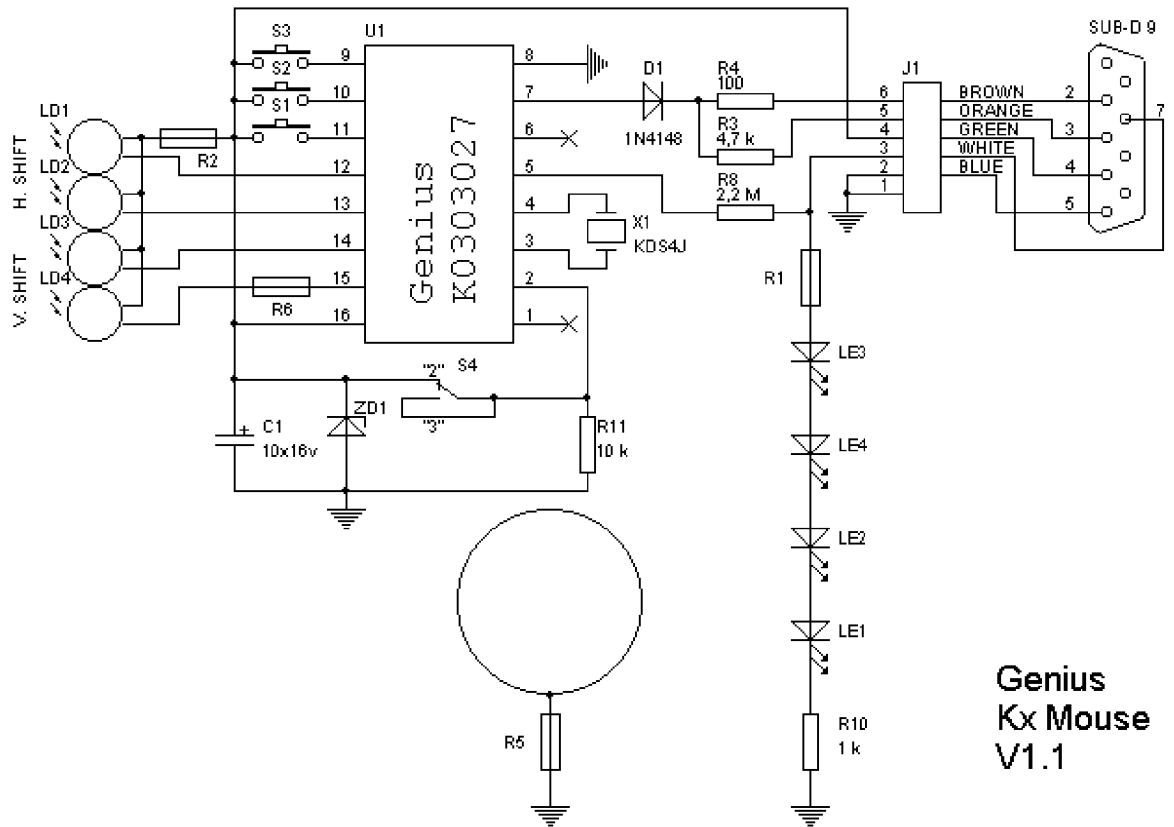 SUB-D 9
S3
U1
9
8
S2
D1
R4
100
J1
10
7
6
BROWN
2
7
LD1
S1
1N4148
R3
4,7 k
5
ORANGE
11
6
4
GREEN
3
R2
3
WHITE
LD2
12
5
R8
2,2 M
2
BLUE
4
1
5
H. SHIFT
13
4
X1
KDS4J
LD3
14
3
R1
LD4
15
2
R6
V. SHIFT
16
1
Genius
K0303027
LE3
"2"
S4
ZD1
"3"
C1
10x16v
R11
10 k
LE4
LE2
LE1
R5
R10
1 k
Genius
Kx Mouse
V1.1